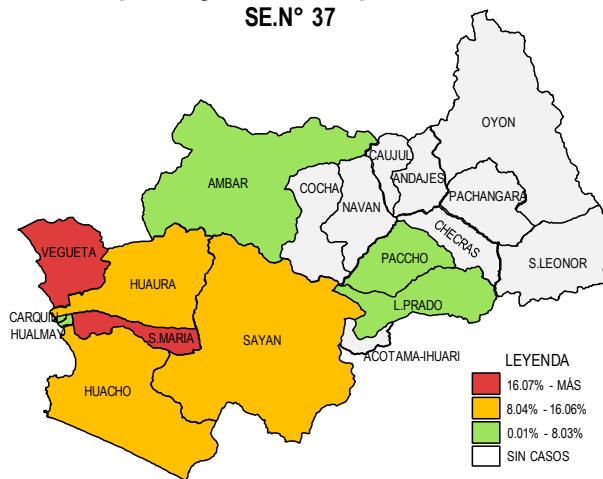 SE.N° 37
OYON
CAUJUL
AMBAR
COCHA
ANDAJES
NAVAN
PACHANGARA
CHECRAS
VEGUETA
PACCHO
S.LEONOR
HUAURA
L.PRADO
CARQUIN
HUALMAY
S.MARIA
SAYAN
ACOTAMA-IHUARI
HUACHO
LEYENDA
16.07% - MÁS
8.04% - 16.06%
0.01% - 8.03%
SIN CASOS